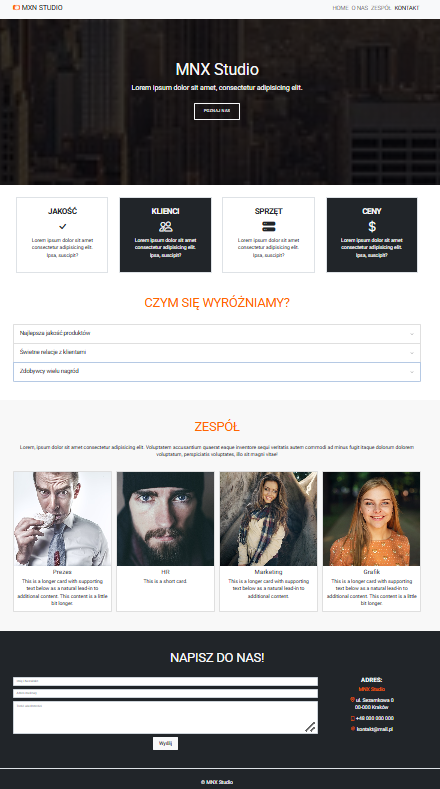 MXN STUDIO
HOME O NAS ZESPÓŁ KONTAKT
MNX Studio
Lorem ipsum dolor sit amet, consectetur adipisicing elit.
POZNAJ NAS
JAKOŚĆ
Lorem ipsum dolor sit amet
consectetur adipisicing elit.
Ipsa, suscipit?
KLIENCI
Lorem ipsum dolor sit amet
consectetur adipisicing elit.
Ipsa, suscipit?
SPRZĘT
Lorem ipsum dolor sit amet
consectetur adipisicing elit.
Ipsa, suscipit?
CENY
Lorem ipsum dolor sit amet
consectetur adipisicing elit.
Ipsa, suscipit?
CZYM SIĘ WYRÓŻNIAMY?
Najlepsza jakość produktów
Świetne relacje z klientami
Zdobywcy wielu nagród
ZESPÓŁ
Lorem, ipsum dolor sit amet consectetur adipisicing elit. Voluptatem accusantium quaerat eaque inventore sequi veritatis autem commodi ad minus fugit itaque dolorum dolorem
voluptatum, perspiciatis voluptates, illo sit magni vitae!
Prezes
This is a longer card with supporting
text below as a natural lead-in to
additional content. This content is a little
bit longer.
HR
This is a short card.
Marketing
This is a longer card with supporting
text below as a natural lead-in to
additional content.
Grafik
This is a longer card with supporting
text below as a natural lead-in to
additional content. This content is a little
bit longer.
NAPISZ DO NAS!
Wyślij
ADRES:
MNX Studio
ul. Sezamkowa 0
00-000 Kraków
+48 000 000 000
kontakt@mail.pl
© MNX Studio